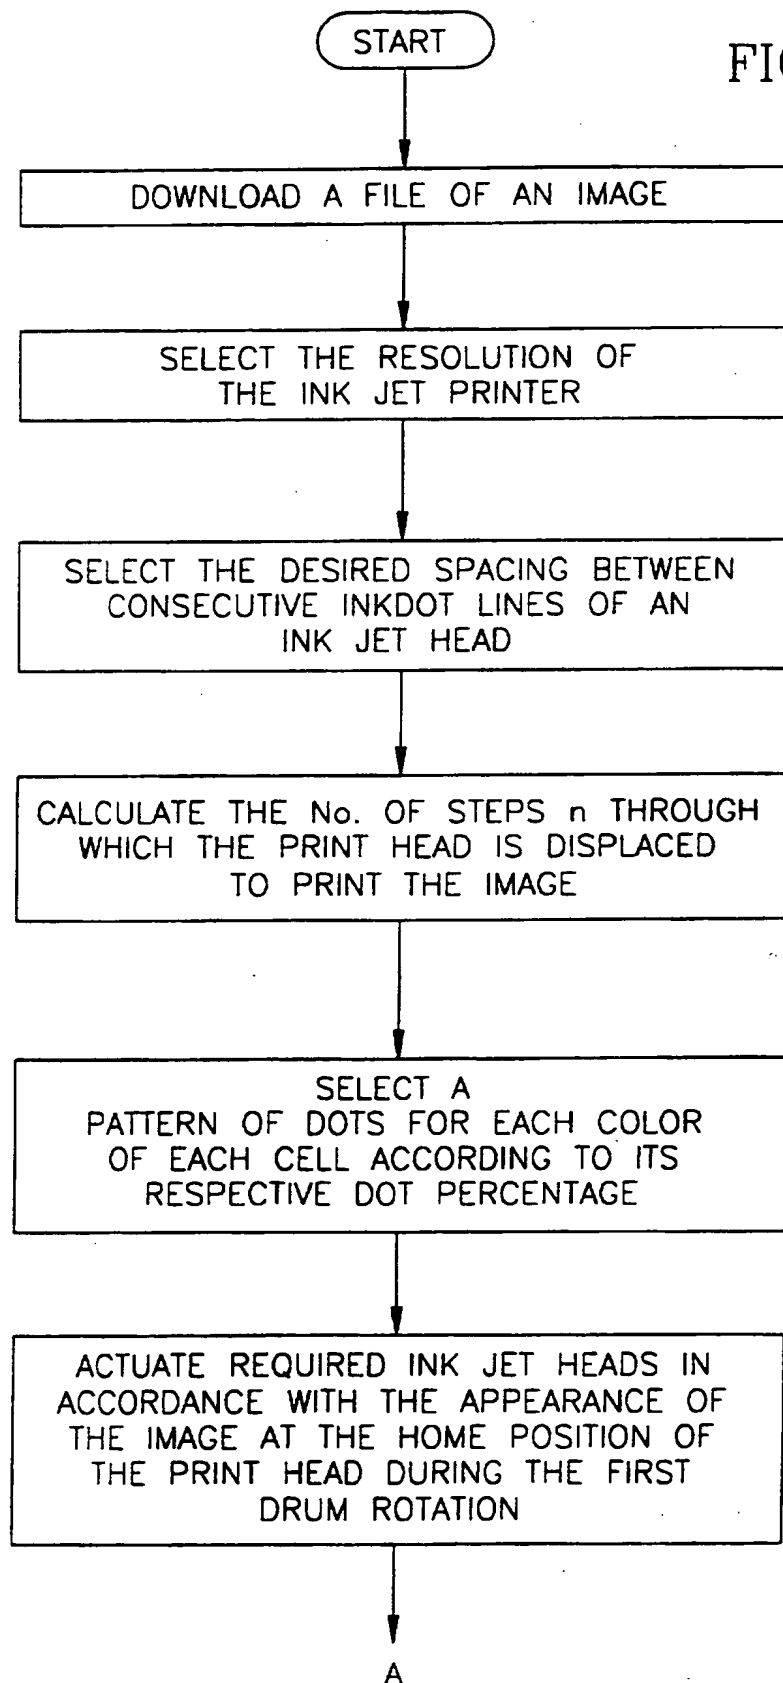 START
FIG
DOWNLOAD A FILE OF AN IMAGE
SELECT THE RESOLUTION OF
THE INK JET PRINTER
SELECT THE DESIRED SPACING BETWEEN
CONSECUTIVE INKDOT LINES OF AN
INK JET HEAD
CALCULATE THE No. OF STEPS n THROUGH
WHICH THE PRINT HEAD IS DISPLACED
TO PRINT THE IMAGE
SELECT A
PATTERN OF DOTS FOR EACH COLOR
OF EACH CELL ACCORDING TO ITS
RESPECTIVE DOT PERCENTAGE
ACTUATE REQUIRED INK JET HEADS IN
ACCORDANCE WITH THE APPEARANCE OF
THE IMAGE AT THE HOME POSITION OF
THE PRINT HEAD DURING THE FIRST
DRUM ROTATION
A